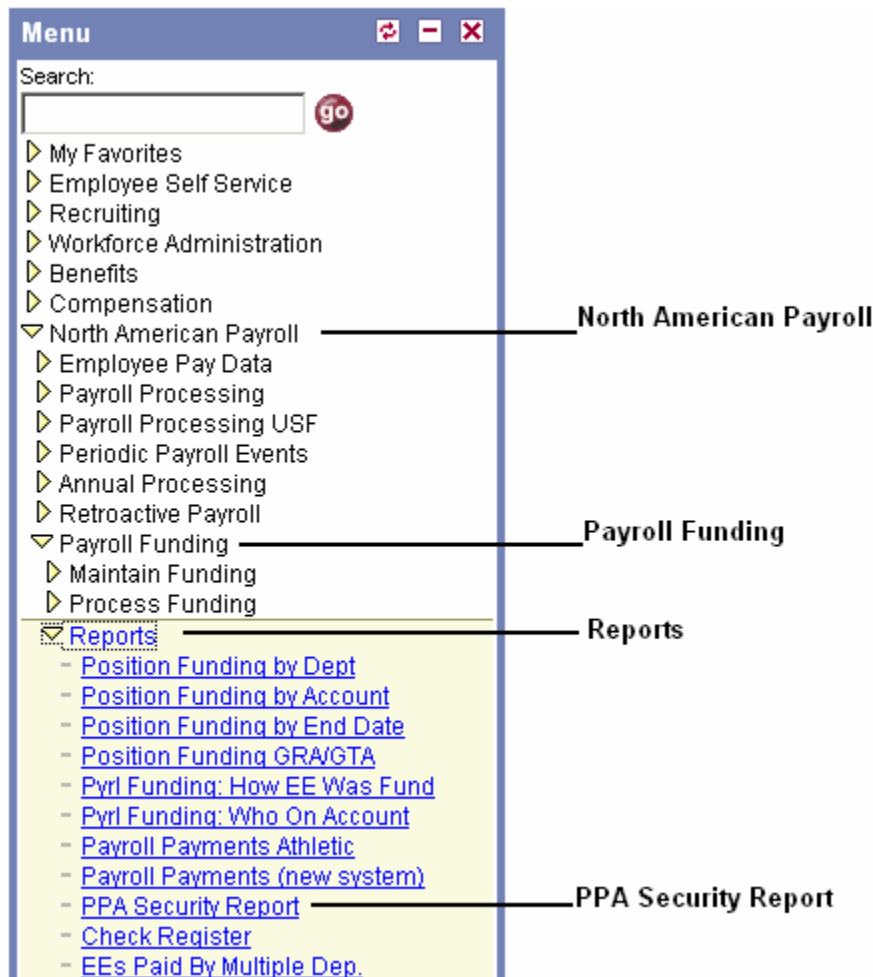 Menu
Search:
go
My Favorites
Employee Self Service
Recruiting
Workforce Administration
Benefits
Compensation
North American Payroll North American Payroll
Employee Pay Data
Payroll Processing
Payroll Processing USF
Periodic Payroll Events
Annual Processing
Retroactive Payroll
Payroll Funding Payroll Funding
Maintain Funding
Process Funding
Reports Reports
- Position Funding by Dept
- Position Funding by Account
- Position Funding by End Date
- Position Funding GRA/GTA
- Pyrl Funding: How EE Was Fund
- Pyrl Funding: Who On Account
- Payroll Payments Athletic
- Payroll Payments (new system)
- PPA Security Report PPA Security Report
- Check Register
- EEs Paid By Multiple Dep.